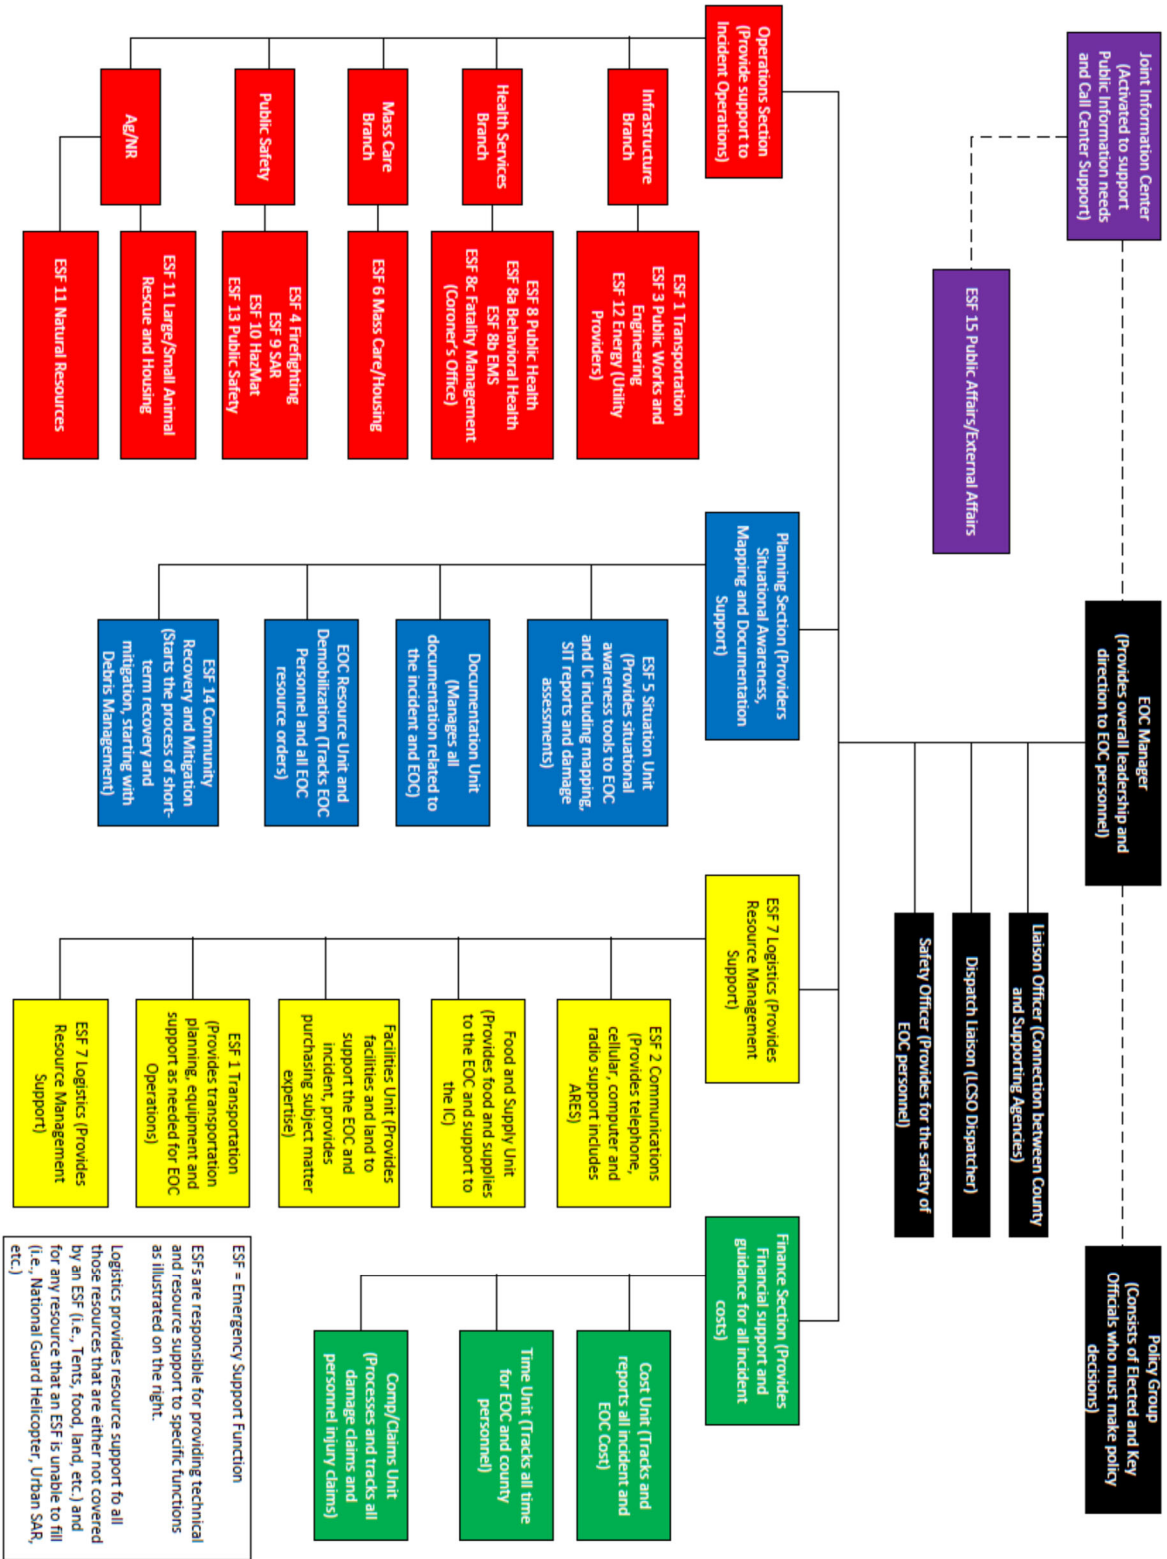 Joint Information Center
(Activated to support
Public Information needs
and Call Center Support)
EOC Manager
(Provides overall leadership and
direction to EOC personnel)
Policy Group
(Consists of Elected and Key
Officials who must make policy
decisions)
ESF 15 Public Affairs/External Affairs
Liaison Officer (Connection between County
and Supporting Agencies)
Dispatch Liaison (LCSO Dispatcher)
Safety Officer (Provides for the safety of
EOC personnel)
Operations Section
(Provide support to
Incident Operations)
Infrastructure
Branch
ESF 1 Transportation
ESF 3 Public Works and
Engineering
ESF 12 Energy (Utility
Providers)
Health Services
Branch
ESF 8 Public Health
ESF 8a Behavioral Health
ESF 8b EMS
ESF 8c Fatality Management
(Coroner's Office)
Mass Care
Branch
ESF 6 Mass Care/Housing
Public Safety
ESF 4 Firefighting
ESF 9 SAR
ESF 10 HazMat
ESF 13 Public Safety
Ag/NR
ESF 11 Large/Small Animal
Rescue and Housing
ESF 11 Natural Resources
Planning Section (Providers
Situational Awareness,
Mapping and Documentation
Support)
ESF 5 Situation Unit
(Provides situational
awareness tools to EOC
and IC including mapping,
SIT reports and damage
assessments)
Documentation Unit
(Manages all
documentation related to
the incident and EOC)
EOC Resource Unit and
Demobilization (Tracks EOC
Personnel and all EOC
resource orders)
ESF 14 Community
Recovery and Mitigation
(Starts the process of short-
term recovery and
mitigation, starting with
Debris Management)
ESF 7 Logistics (Provides
Resource Management
Support)
ESF 2 Communications
(Provides telephone,
cellular, computer and
radio support includes
ARES)
Food and Supply Unit
(Provides food and supplies
to the EOC and support to
the IC)
Facilities Unit (Provides
facilities and land to
support the EOC and
incident, provides
purchasing subject matter
expertise)
ESF 1 Transportation
(Provides transportation
planning, equipment and
support as needed for EOC
Operations)
ESF 7 Logistics (Provides
Resource Management
Support)
Finance Section (Provides
Financial support and
guidance for all incident
costs)
Cost Unit (Tracks and
reports all incident and
EOC Cost)
Time Unit (Tracks all time
for EOC and county
personnel)
Comp/Claims Unit
(Processes and tracks all
damage claims and
personnel injury claims)
ESF = Emergency Support Function
ESFs are responsible for providing technical
and resource support to specific functions
as illustrated on the right.
Logistics provides resource support fo all
those resources that are either not covered
by an ESF (i.e., Tents, food, land, etc.) and
for any resource that an ESF is unable to fill
(i.e., National Guard Helicopter, Urban SAR,
etc.)